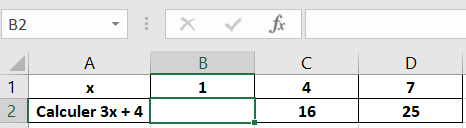 B2 fx
A B C D
1 x 1 4 7
2 Calculer 3x + 4 16 25